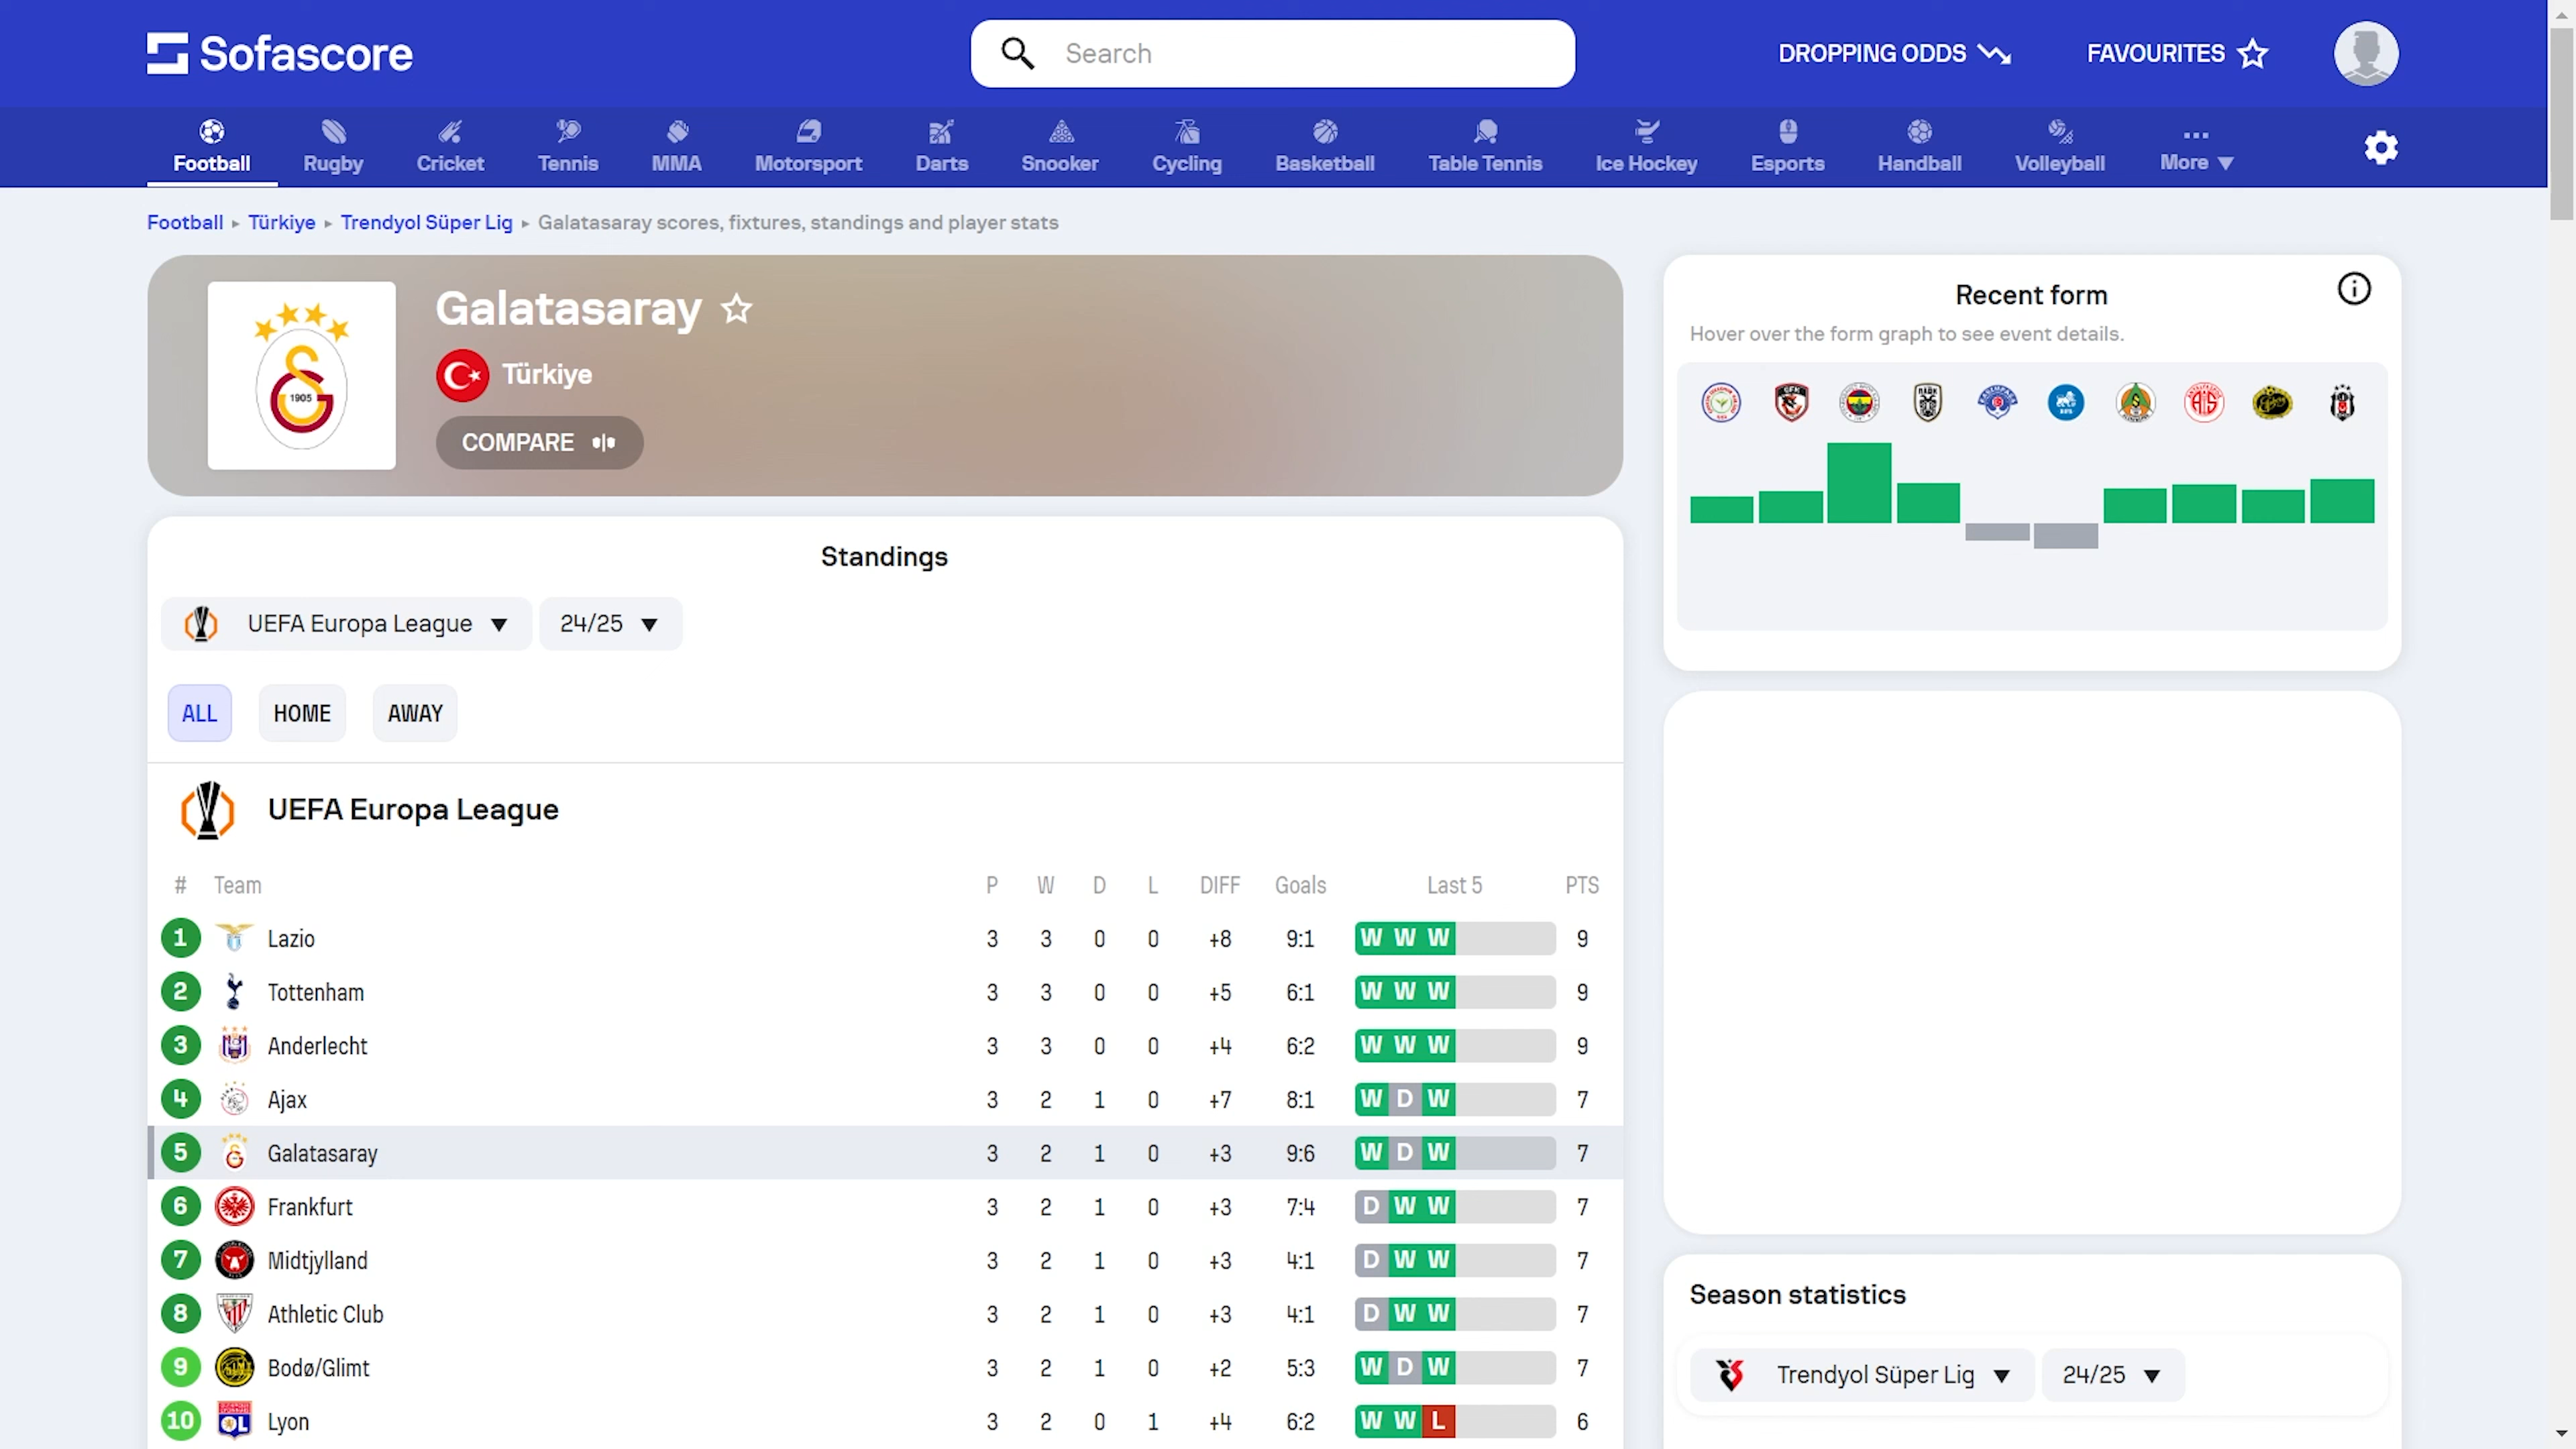 Sofascore
Search
DROPPING ODDS
FAVOURITES
Football
Rugby
Cricket
Tennis
MMA
Motorsport
Darts
Snooker
Cycling
Basketball
Table Tennis
Ice Hockey
Esports
Handball
Volleyball
More
Football ▸ Türkiye ▸ Trendyol Süper Lig ▸ Galatasaray scores, fixtures, standings and player stats
Galatasaray
1905
Türkiye
COMPARE
Recent form
Hover over the form graph to see event details.
Standings
UEFA Europa League
24/25
ALL HOME AWAY
UEFA Europa League
# Team P W D L DIFF Goals Last 5 PTS
1 Lazio 3 3 0 0 +8 9:1 W W W 9
2 Tottenham 3 3 0 0 +5 6:1 W W W 9
3 Anderlecht 3 3 0 0 +4 6:2 W W W 9
4 Ajax 3 2 1 0 +7 8:1 W D W 7
5 Galatasaray 3 2 1 0 +3 9:6 W D W 7
6 Frankfurt 3 2 1 0 +3 7:4 D W W 7
7 Midtjylland 3 2 1 0 +3 4:1 D W W 7
8 Athletic Club 3 2 1 0 +3 4:1 D W W 7
9 Bodø/Glimt 3 2 1 0 +2 5:3 W D W 7
10 Lyon 3 2 0 1 +4 6:2 W W L 6
Season statistics
Trendyol Süper Lig
24/25